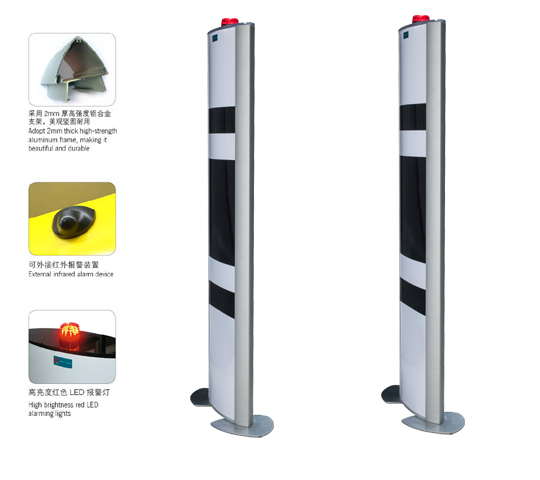 采用 2mm 厚高强度铝合金
支架，美观坚固耐用
Adopt 2mm thick high-strength
aluminum frame, making it
beautiful and durable
可外接红外报警装置
External infrared alarm device
高亮度红色 LED 报警灯
High brightness red LED
alarming lights